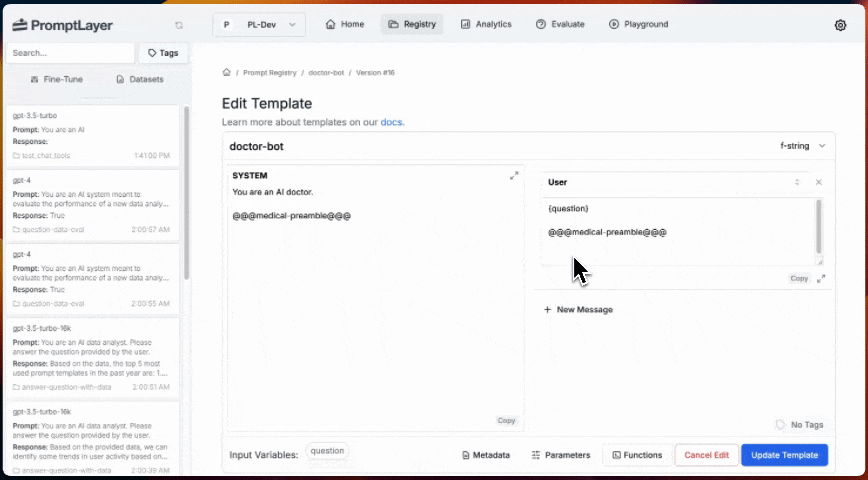 PromptLayer
P PL-Dev
Home
Registry
Analytics
Evaluate
Playground
Search...
Tags
Fine-Tune
Datasets
gpt-3.5-turbo
Prompt: You are an AI
Response:
test_chat_tools 1:41:00 PM
gpt-4
Prompt: You are an AI system meant to
evaluate the performance of a new data analy...
Response: True
question-data-eval 2:00:57 AM
gpt-4
Prompt: You are an AI system meant to
evaluate the performance of a new data analy...
Response: True
question-data-eval 2:00:55 AM
gpt-3.5-turbo-16k
Prompt: You are an AI data analyst. Please
answer the question provided by the user.
Response: Based on the data, the top 5 most
used prompt templates in the past year are: 1....
answer-question-with-data 2:00:51 AM
gpt-3.5-turbo-16k
Prompt: You are an AI data analyst. Please
answer the question provided by the user.
Response: Based on the provided data, we can
identify some trends in user activity based on...
answer-question-with-data 2:00:39 AM
/ Prompt Registry / doctor-bot / Version #16
Edit Template
Learn more about templates on our docs.
doctor-bot
f-string
SYSTEM
You are an AI doctor.
@@@medical-preamble@@@
Copy
User
{question}
@@@medical-preamble@@@
Copy
+ New Message
No Tags
Input Variables: question
Metadata
Parameters
Functions
Cancel Edit
Update Template